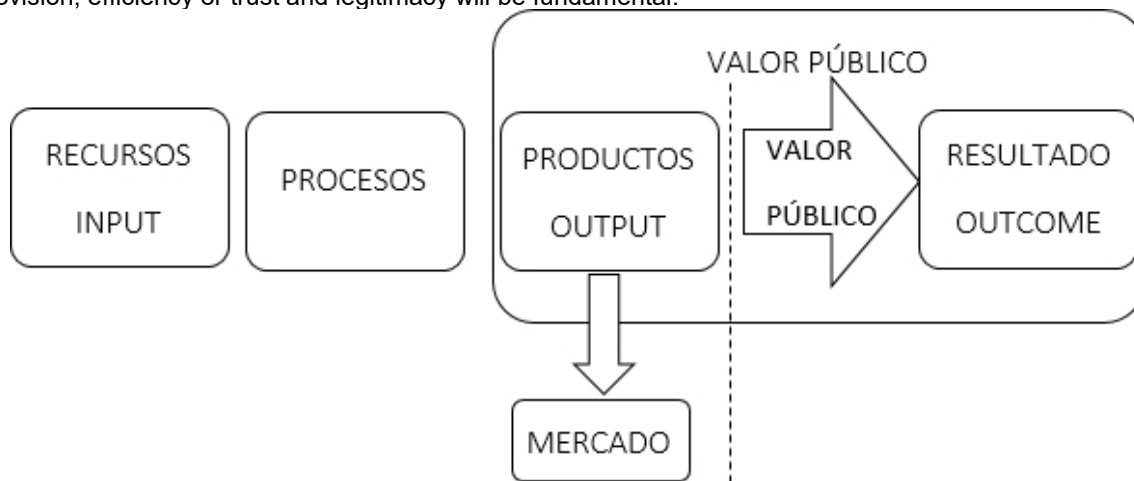 efficiency or trust and legitimacy will be fundamental.
VALOR PÚBLICO
RECURSOS
INPUT
PROCESOS
PRODUCTOS
OUTPUT
VALOR
PÚBLICO
RESULTADO
OUTCOME
MERCADO